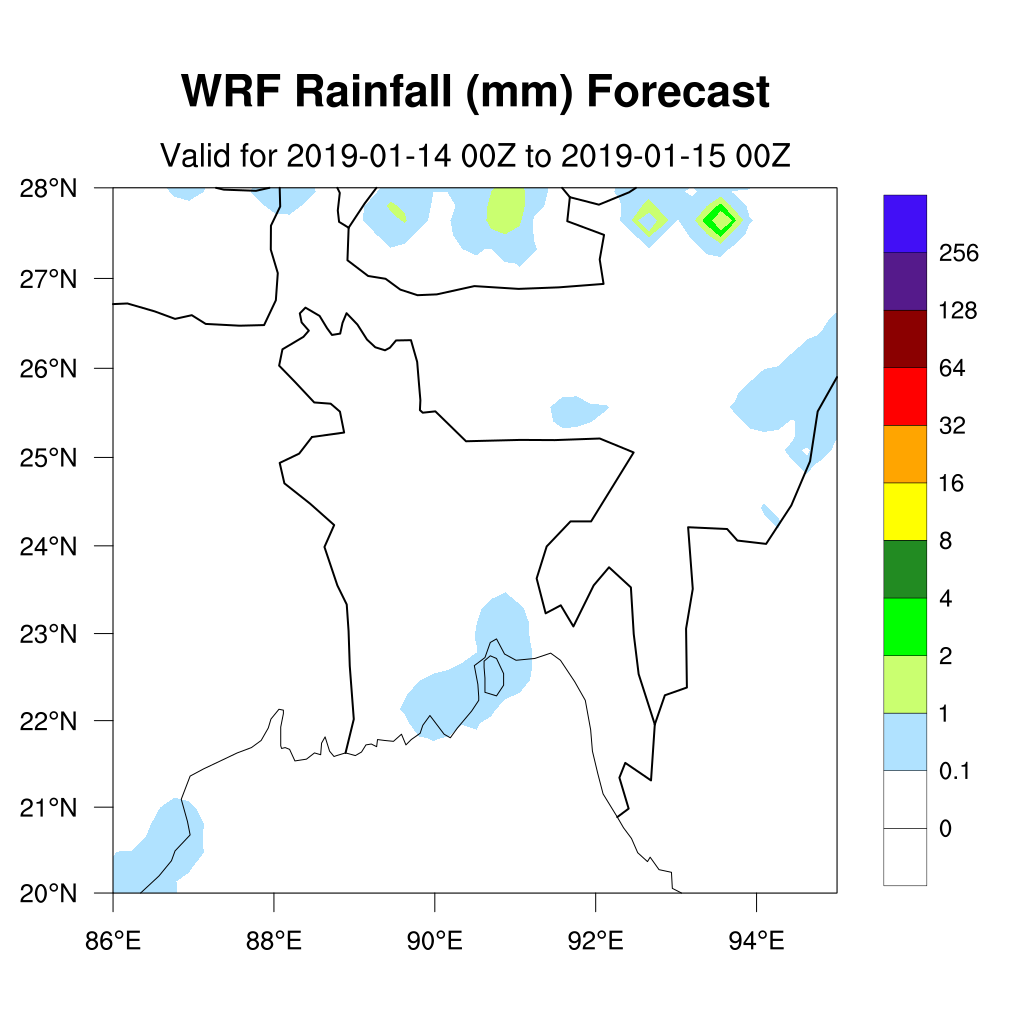 WRF Rainfall (mm) Forecast
Valid for 2019-01-14 00Z to 2019-01-15 00Z
28°N
27°N
26°N
25°N
24°N
23°N
22°N
21°N
20°N
86°E
88°E
90°E
92°E
94°E
256
128
64
32
16
8
4
2
1
0.1
0